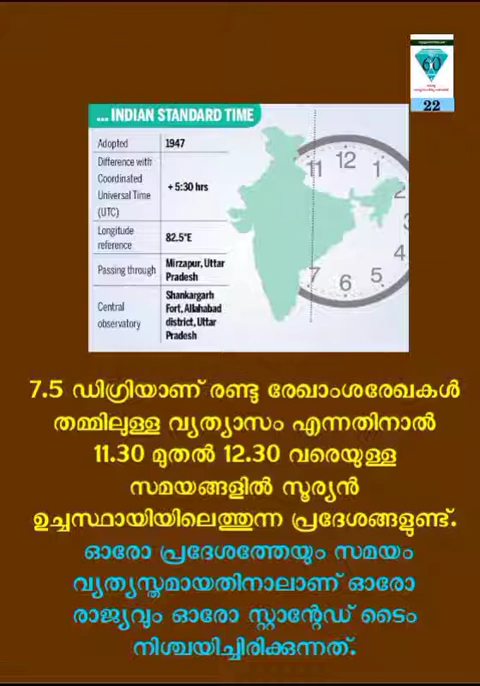 60
22
... INDIAN STANDARD TIME
Adopted 1947
Difference with
Coordinated
Universal Time
(UTC)
+ 5:30 hrs
Longitude
reference
82.5°E
Passing through
Mirzapur, Uttar
Pradesh
Central
observatory
Shankargarh
Fort, Allahabad
district, Uttar
Pradesh
11 12 1
2
3
4
7 6 5
7.5 ഡിഗ്രിയാണ് രണ്ടു രേഖാംശരേഖകൾ
തമ്മിലുള്ള വ്യത്യാസം എന്നതിനാൽ
11.30 മുതൽ 12.30 വരെയുള്ള
സമയങ്ങളിൽ സൂര്യൻ
ഉച്ചസ്ഥായിയിലെത്തുന്ന പ്രദേശങ്ങളുണ്ട്.
ഓരോ പ്രദേശത്തേയും സമയം
വ്യത്യസ്തമായതിനാലാണ് ഓരോ
രാജ്യവും ഓരോ സ്റ്റാന്റേഡ് ടൈം
നിശ്ചയിച്ചിരിക്കുന്നത്.